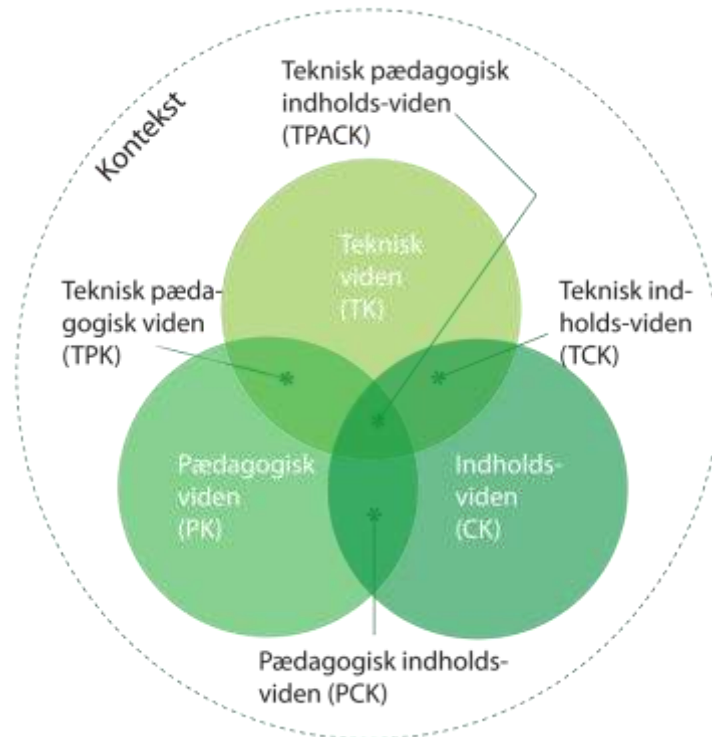 Kontekst
Teknisk pædagogisk
indholds-viden
(TPACK)
Teknisk
viden
(TK)
Teknisk pæda-
gogisk viden
(TPK)
Teknisk ind-
holds-viden
(TCK)
*
*
*
Pædagogisk
viden
(PK)
Indholds-
viden
(CK)
*
Pædagogisk indholds-
viden (PCK)